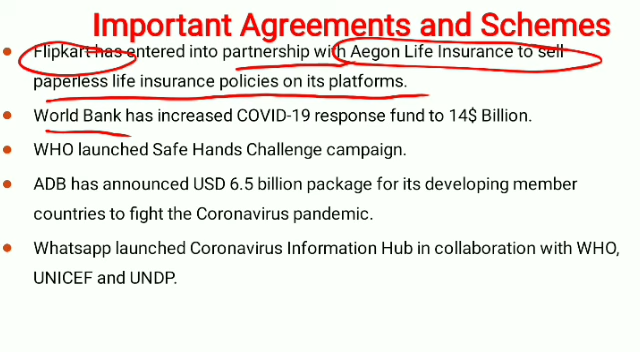 Important Agreements and Schemes
Flipkart has entered into partnership with Aegon Life Insurance to sell
paperless life insurance policies on its platforms.
World Bank has increased COVID-19 response fund to 14$ Billion.
WHO launched Safe Hands Challenge campaign.
ADB has announced USD 6.5 billion package for its developing member
countries to fight the Coronavirus pandemic.
Whatsapp launched Coronavirus Information Hub in collaboration with WHO,
UNICEF and UNDP.